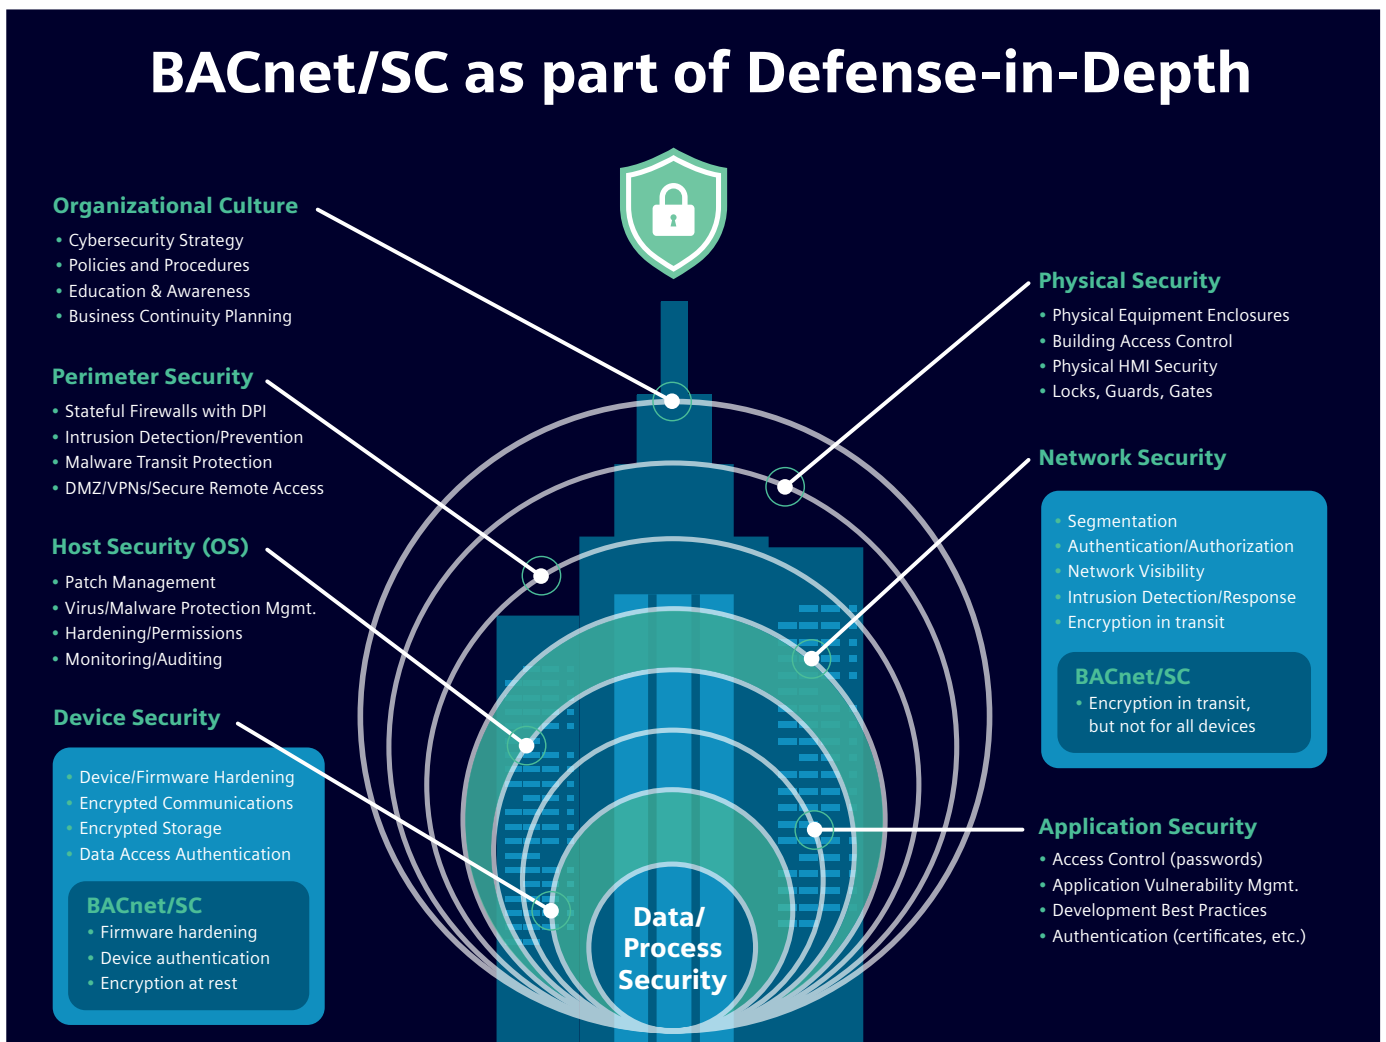 BACnet/SC as part of Defense-in-Depth
Organizational Culture
• Cybersecurity Strategy
• Policies and Procedures
• Education & Awareness
• Business Continuity Planning
Perimeter Security
• Stateful Firewalls with DPI
• Intrusion Detection/Prevention
• Malware Transit Protection
• DMZ/VPNs/Secure Remote Access
Host Security (OS)
• Patch Management
• Virus/Malware Protection Mgmt.
• Hardening/Permissions
• Monitoring/Auditing
Device Security
• Device/Firmware Hardening
• Encrypted Communications
• Encrypted Storage
• Data Access Authentication
BACnet/SC
• Firmware hardening
• Device authentication
• Encryption at rest
Data/
Process
Security
Physical Security
• Physical Equipment Enclosures
• Building Access Control
• Physical HMI Security
• Locks, Guards, Gates
Network Security
• Segmentation
• Authentication/Authorization
• Network Visibility
• Intrusion Detection/Response
• Encryption in transit
BACnet/SC
• Encryption in transit,
but not for all devices
Application Security
• Access Control (passwords)
• Application Vulnerability Mgmt.
• Development Best Practices
• Authentication (certificates, etc.)